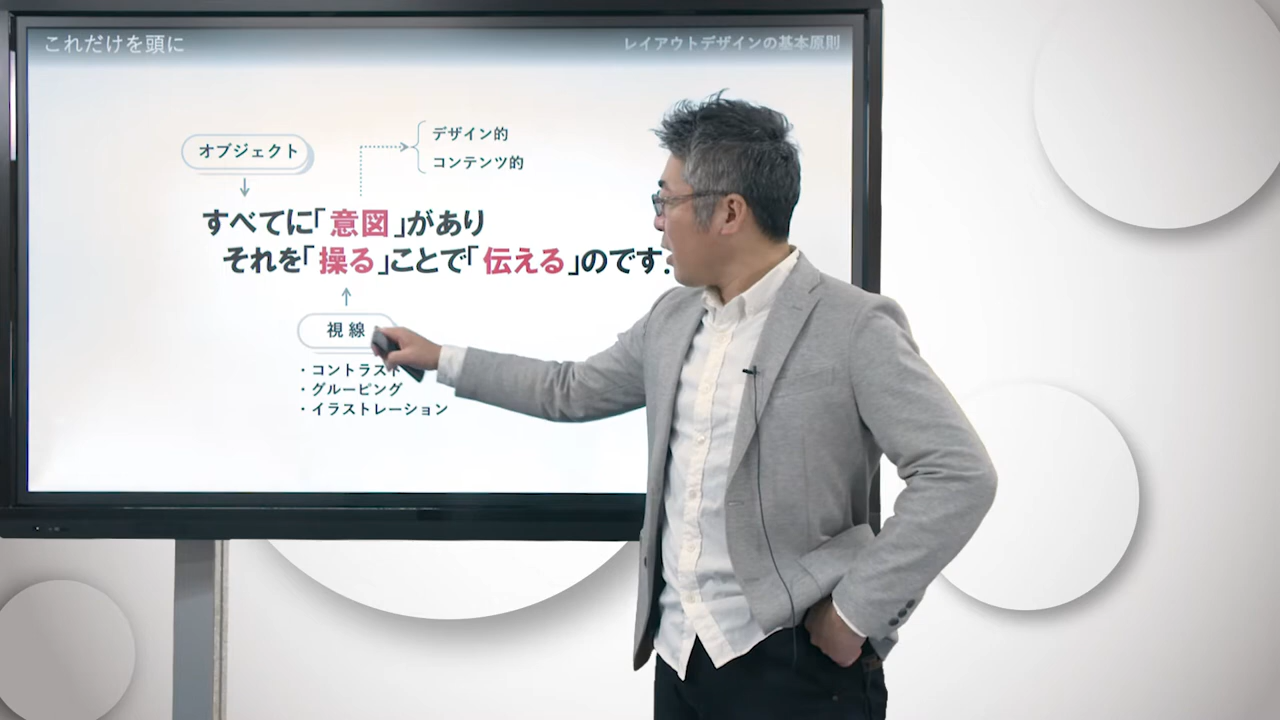 これだけを頭に
レイアウトデザインの基本原則
オブジェクト
デザイン的
コンテンツ的
すべてに「意図」があり
それを「操る」ことで「伝える」のです.
視線
・コントラスト
・グルーピング
・イラストレーション